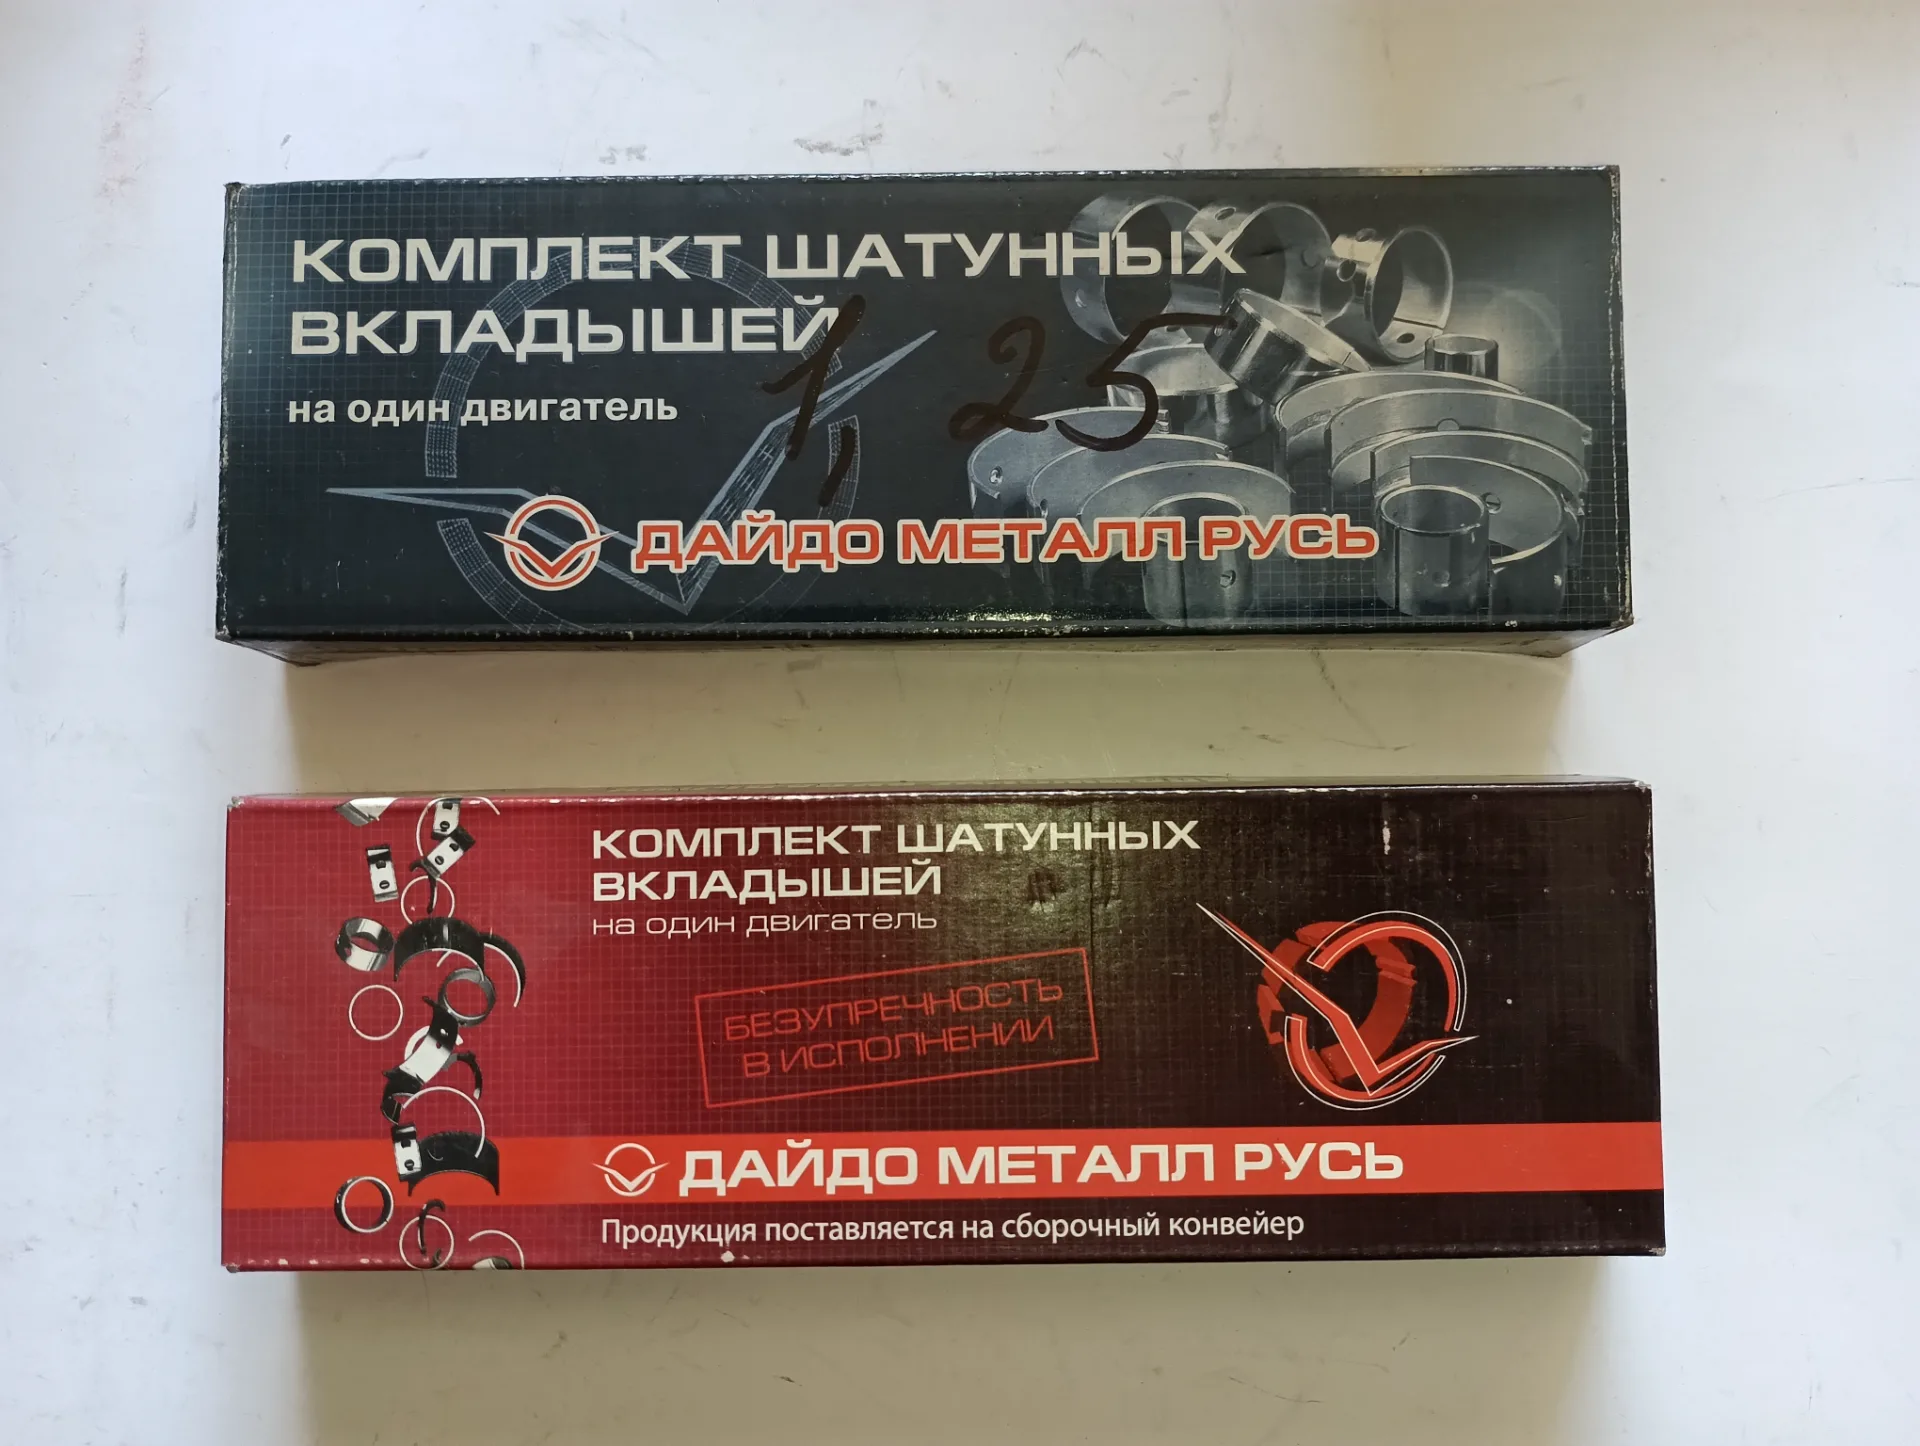 КОМПЛЕКТ ШАТУННЫХ
ВКЛАДЫШЕЙ
на один двигатель
1,25
ДАЙДО МЕТАЛЛ РУСЬ
КОМПЛЕКТ ШАТУННЫХ
ВКЛАДЫШЕЙ
на один двигатель
БЕЗУПРЕЧНОСТЬ
В ИСПОЛНЕНИИ
ДАЙДО МЕТАЛЛ РУСЬ
Продукция поставляется на сборочный конвейер